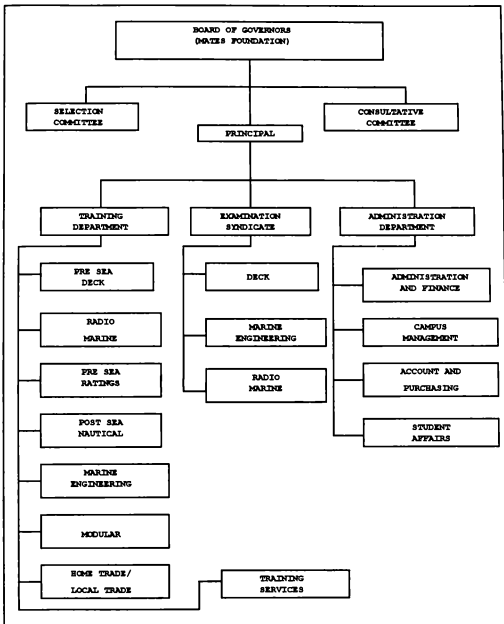 BOARD OF GOVERNORS
(MATES FOUNDATION)
SELECTION
COMMITTEE
CONSULTATIVE
COMMITTEE
PRINCIPAL
TRAINING
DEPARTMENT
EXAMINATION
SYNDICATE
ADMINISTRATION
DEPARTMENT
PRE SEA
DECK
RADIO
MARINE
PRE SEA
RATINGS
POST SEA
NAUTICAL
MARINE
ENGINEERING
MODULAR
HOME TRADE/
LOCAL TRADE
TRAINING
SERVICES
DECK
MARINE
ENGINEERING
RADIO
MARINE
ADMINISTRATION
AND FINANCE
CAMPUS
MANAGEMENT
ACCOUNT AND
PURCHASING
STUDENT
AFFAIRS